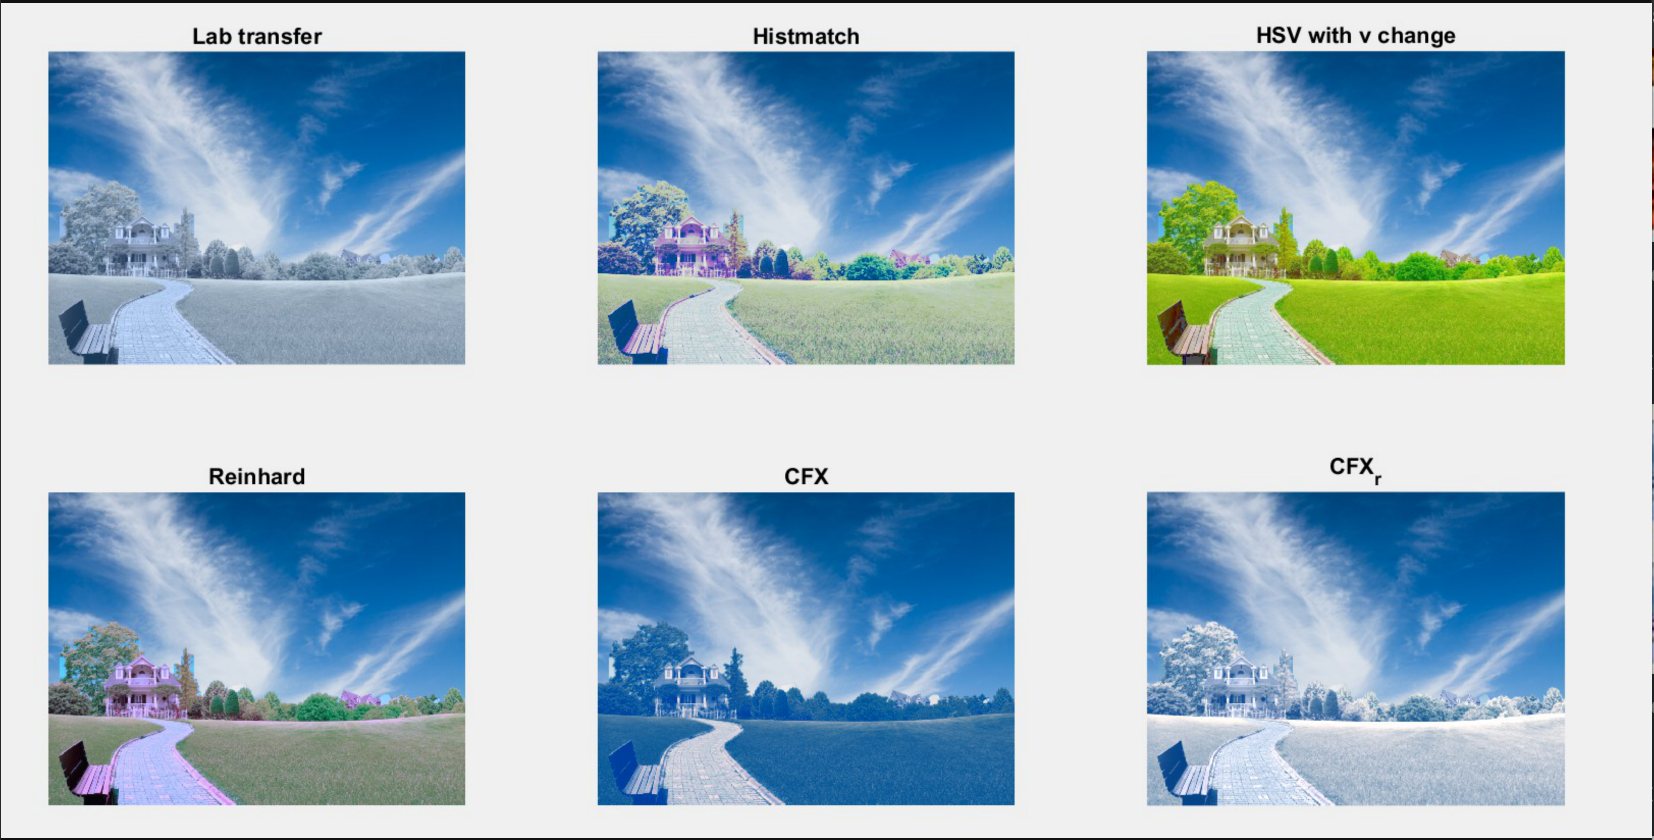 Lab transfer
Histmatch
HSV with v change
Reinhard
CFX
CFXr